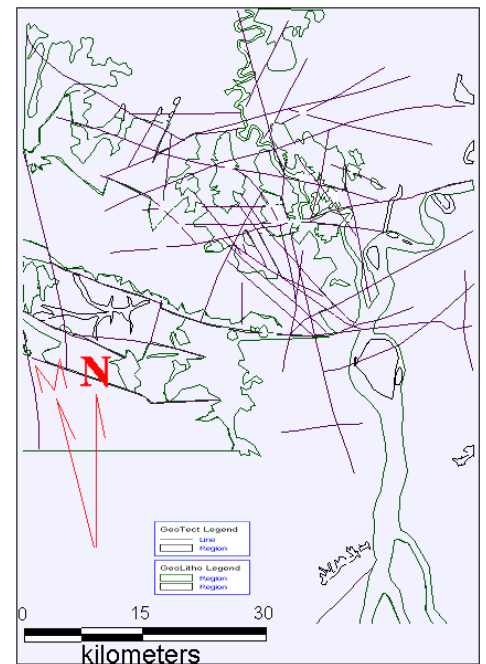 N
GeoTect Legend
Line
Region
GeoLitho Legend
Region
Region
0 15 30
kilometers